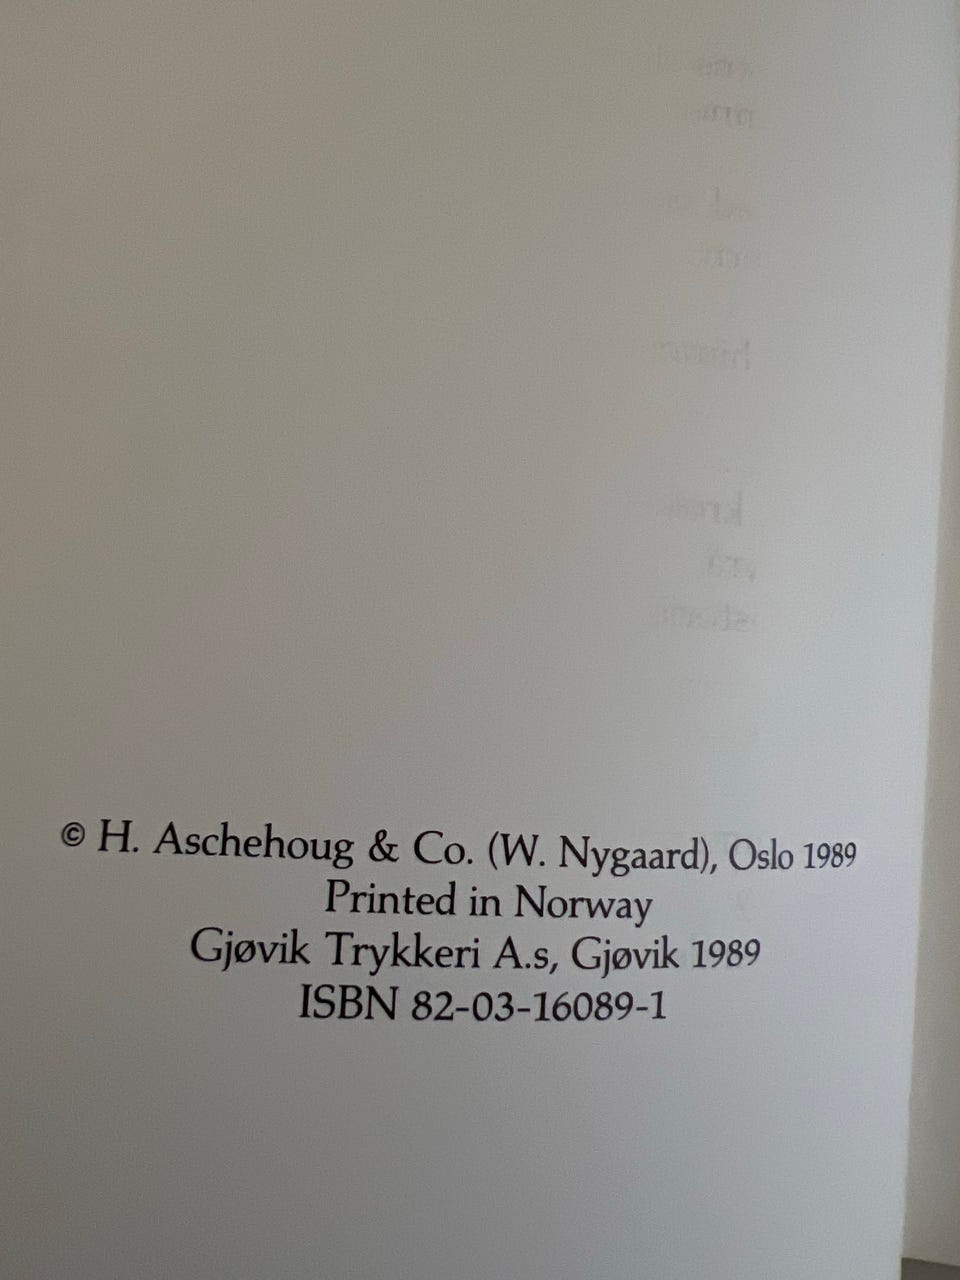 © H. Aschehoug & Co. (W. Nygaard), Oslo 1989
Printed in Norway
Gjøvik Trykkeri A.s, Gjøvik 1989
ISBN 82-03-16089-1